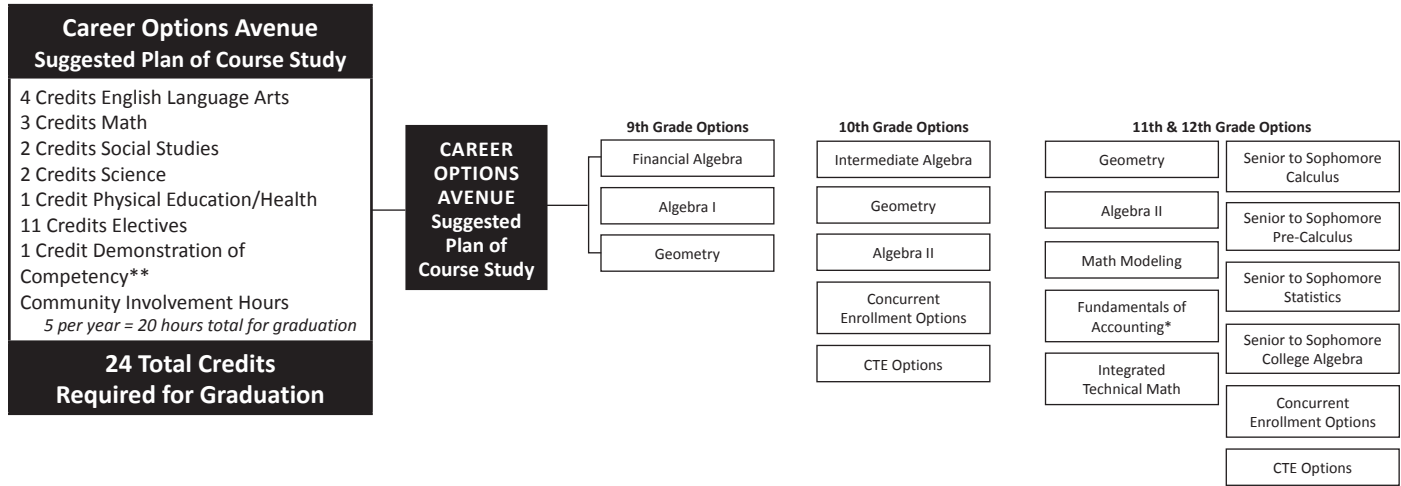 Career Options Avenue
Suggested Plan of Course Study
4 Credits English Language Arts
3 Credits Math
2 Credits Social Studies
2 Credits Science
1 Credit Physical Education/Health
11 Credits Electives
1 Credit Demonstration of
Competency**
Community Involvement Hours
5 per year = 20 hours total for graduation
24 Total Credits
Required for Graduation
CAREER
OPTIONS
AVENUE
Suggested
Plan of
Course Study
9th Grade Options
Financial Algebra
Algebra I
Geometry
10th Grade Options
Intermediate Algebra
Geometry
Algebra II
Concurrent
Enrollment Options
CTE Options
11th & 12th Grade Options
Geometry
Algebra II
Math Modeling
Fundamentals of
Accounting*
Integrated
Technical Math
Senior to Sophomore
Calculus
Senior to Sophomore
Pre-Calculus
Senior to Sophomore
Statistics
Senior to Sophomore
College Algebra
Concurrent
Enrollment Options
CTE Options